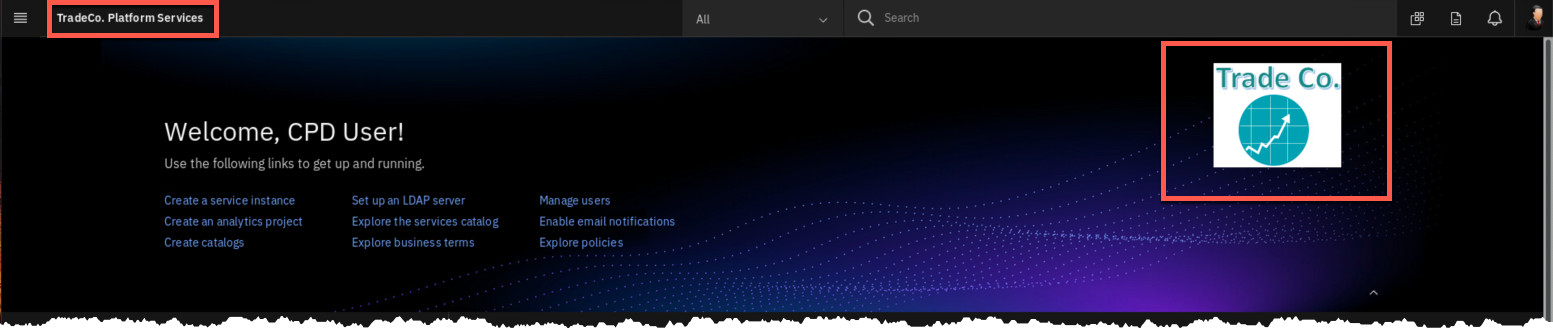 TradeCo. Platform Services
All
Search
Trade Co.
Welcome, CPD User!
Use the following links to get up and running.
Create a service instance
Set up an LDAP server
Manage users
Create an analytics project
Explore the services catalog
Enable email notifications
Create catalogs
Explore business terms
Explore policies